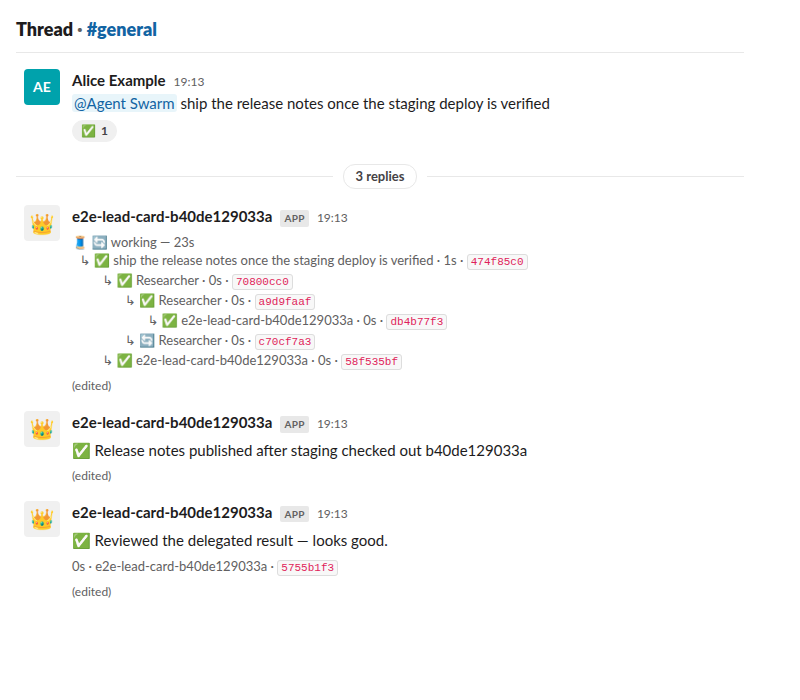 Thread • #general
AE
Alice Example 19:13
@Agent Swarm ship the release notes once the staging deploy is verified
✅ 1
3 replies
e2e-lead-card-b40de129033a APP 19:13
🧵 🔄 working — 23s
↳ ✅ ship the release notes once the staging deploy is verified · 1s · 474f85c0
↳ ✅ Researcher · 0s · 70800cc0
↳ ✅ Researcher · 0s · a9d9faaf
↳ ✅ e2e-lead-card-b40de129033a · 0s · db4b77f3
↳ 🔄 Researcher · 0s · c70cf7a3
↳ ✅ e2e-lead-card-b40de129033a · 0s · 58f535bf
(edited)
e2e-lead-card-b40de129033a APP 19:13
✅ Release notes published after staging checked out b40de129033a
(edited)
e2e-lead-card-b40de129033a APP 19:13
✅ Reviewed the delegated result — looks good.
0s · e2e-lead-card-b40de129033a · 5755b1f3
(edited)